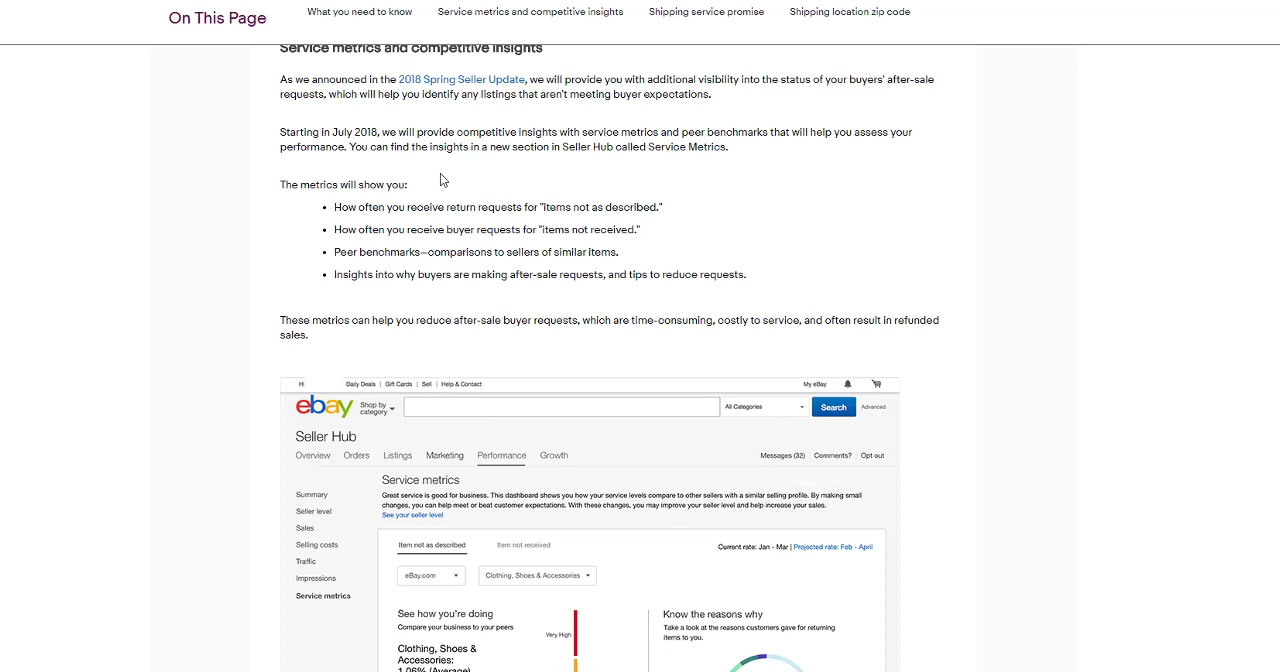 On This Page
What you need to know
Service metrics and competitive insights
Shipping service promise
Shipping location zip code
Service metrics and competitive insights
As we announced in the 2018 Spring Seller Update, we will provide you with additional visibility into the status of your buyers' after-sale
requests, which will help you identify any listings that aren't meeting buyer expectations.
Starting in July 2018, we will provide competitive insights with service metrics and peer benchmarks that will help you assess your
performance. You can find the insights in a new section in Seller Hub called Service Metrics.
The metrics will show you:
• How often you receive return requests for "items not as described."
• How often you receive buyer requests for "items not received."
• Peer benchmarks—comparisons to sellers of similar items.
• Insights into why buyers are making after-sale requests, and tips to reduce requests.
These metrics can help you reduce after-sale buyer requests, which are time-consuming, costly to service, and often result in refunded
sales.
Hi Daily Deals | Gift Cards | Sell | Help & Contact My eBay
ebay Shop by
category All Categories Search Advanced
Seller Hub
Overview Orders Listings Marketing Performance Growth Messages (32) Comments? Opt out
Service metrics
Great service is good for business. This dashboard shows you how your service levels compare to other sellers with a similar selling profile. By making small
changes, you can help meet or beat customer expectations. With these changes, you may improve your seller level and help increase your sales.
See your seller level
Summary
Seller level
Sales
Selling costs
Traffic
Impressions
Service metrics
Item not as described Item not received Current rate: Jan - Mar | Projected rate: Feb - April
eBay.com Clothing, Shoes & Accessories
See how you're doing
Compare your business to your peers
Clothing, Shoes &
Accessories:
1.06% (Average)
Very High
Know the reasons why
Take a look at the reasons customers gave for returning
items to you.